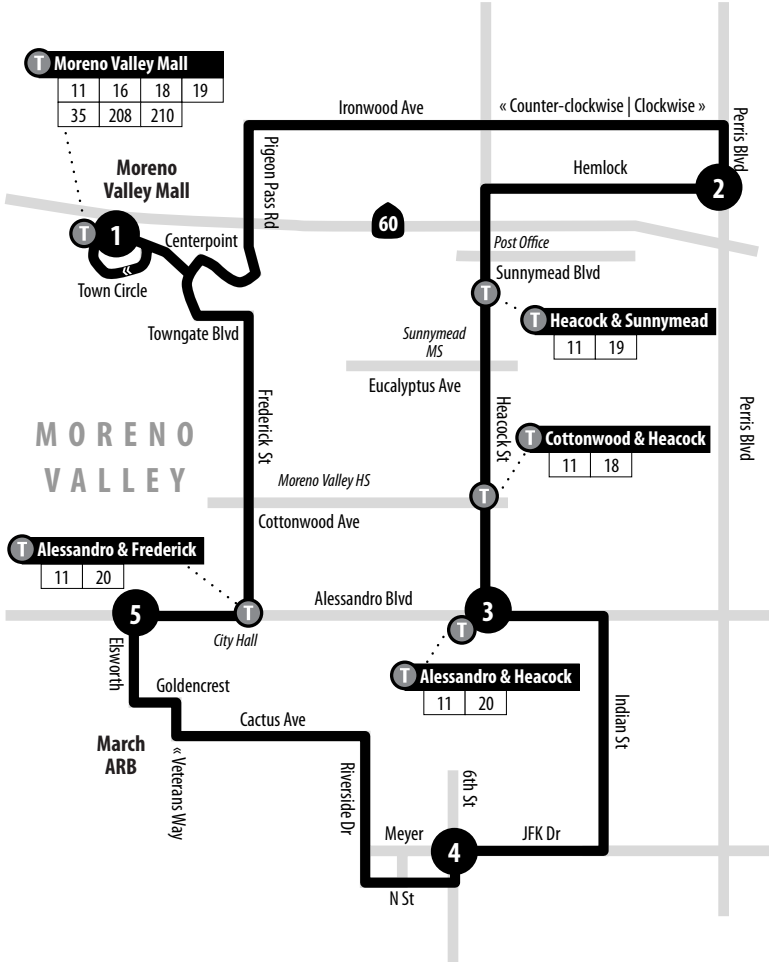 T Moreno Valley Mall
11 16 18 19
35 208 210
Ironwood Ave
« Counter-clockwise | Clockwise »
Perris Blvd
Pigeon Pass Rd
Hemlock
2
Moreno
Valley Mall
60
T
1
Centerpoint
Post Office
«
Sunnymead Blvd
Town Circle
T
T Heacock & Sunnymead
11 19
Towngate Blvd
Sunnymead
MS
Eucalyptus Ave
Frederick St
Heacock St
Perris Blvd
MORENO
VALLEY
T Cottonwood & Heacock
11 18
Moreno Valley HS
T
Cottonwood Ave
T Alessandro & Frederick
11 20
5
T
Alessandro Blvd
3
T
City Hall
Elsworth
T Alessandro & Heacock
11 20
Goldencrest
Indian St
Cactus Ave
March
ARB
« Veterans Way
Riverside Dr
6th St
Meyer
4
JFK Dr
N St